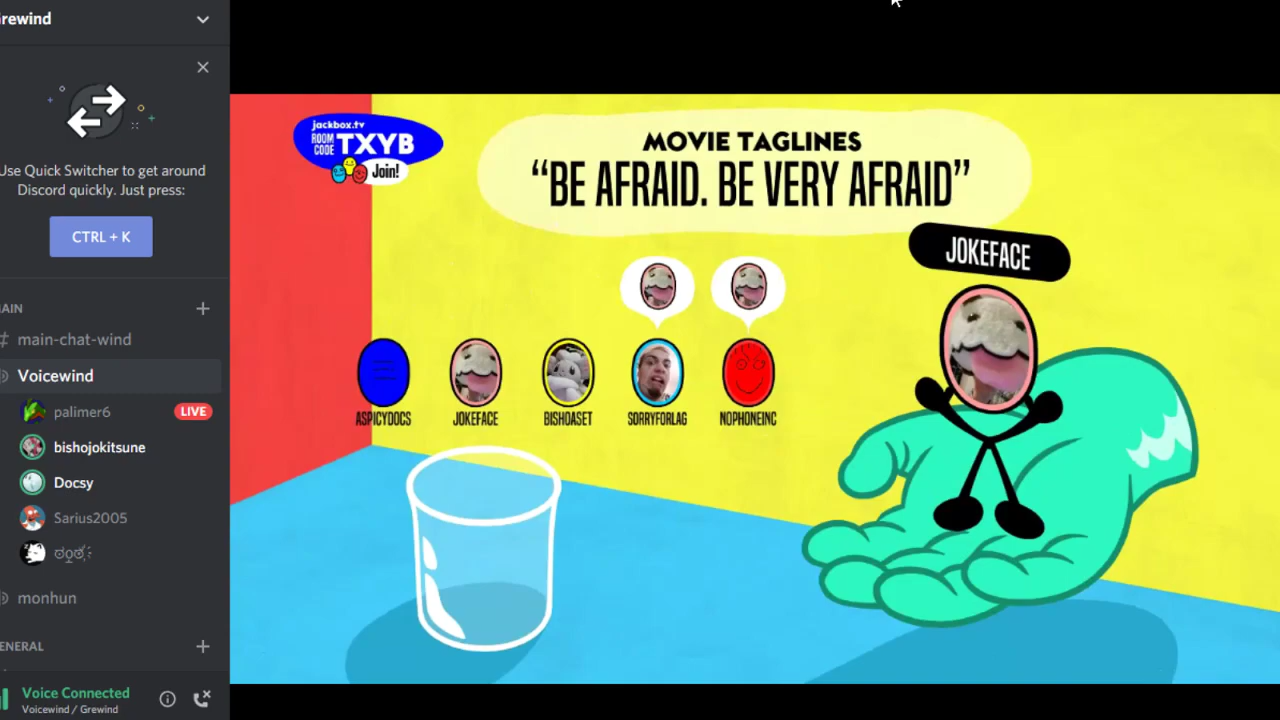 rewind
Use Quick Switcher to get around
Discord quickly. Just press:
CTRL + K
AIN
main-chat-wind
Voicewind
palimer6
LIVE
bishojokitsune
Docsy
Sarius2005
monhun
ENERAL
Voice Connected
Voicewind / Grewind
jackbox.tv
ROOM
CODE
TXYB
Join!
MOVIE TAGLINES
“BE AFRAID. BE VERY AFRAID”
JOKEFACE
ASPICYDOCS
JOKEFACE
BISHOASET
SORRYFORLAG
NOPHONEINC